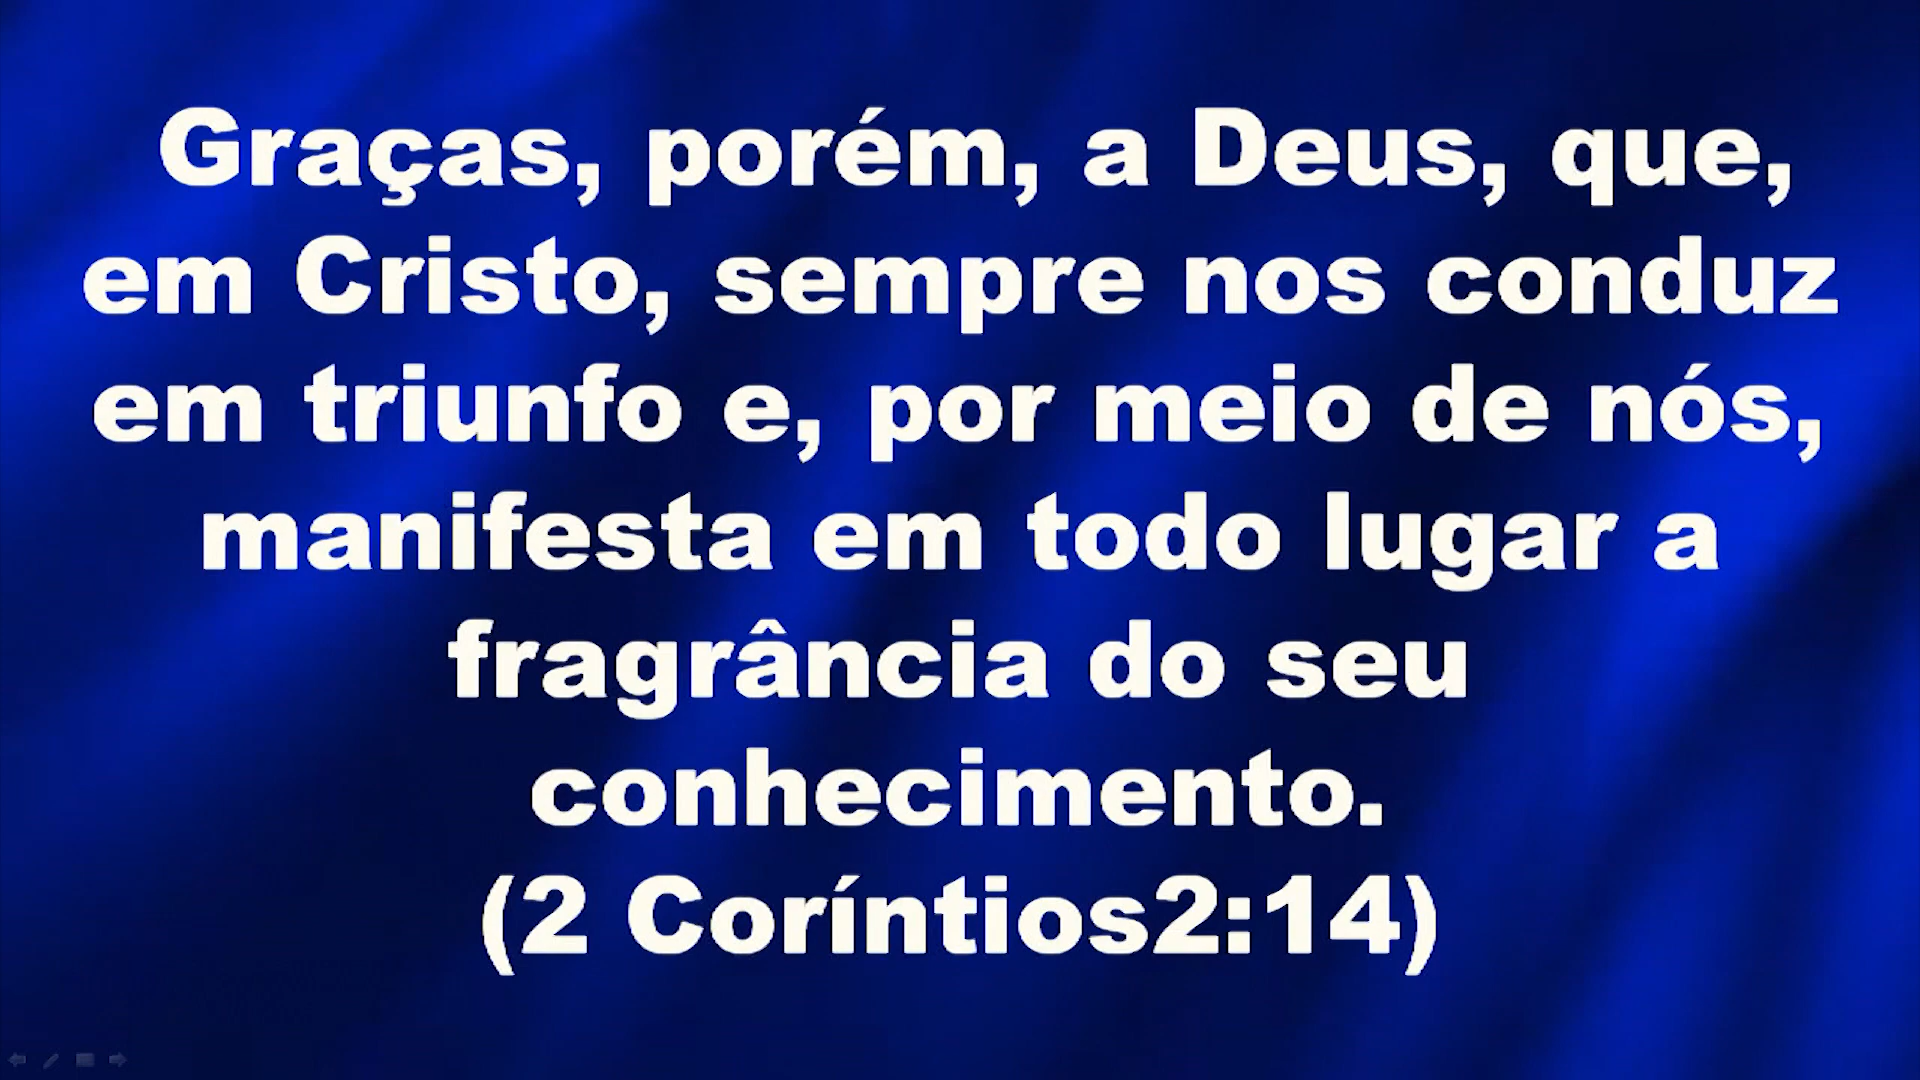 Graças, porém, a Deus, que,
em Cristo, sempre nos conduz
em triunfo e, por meio de nós,
manifesta em todo lugar a
fragrância do seu
conhecimento.
(2 Coríntios2:14)